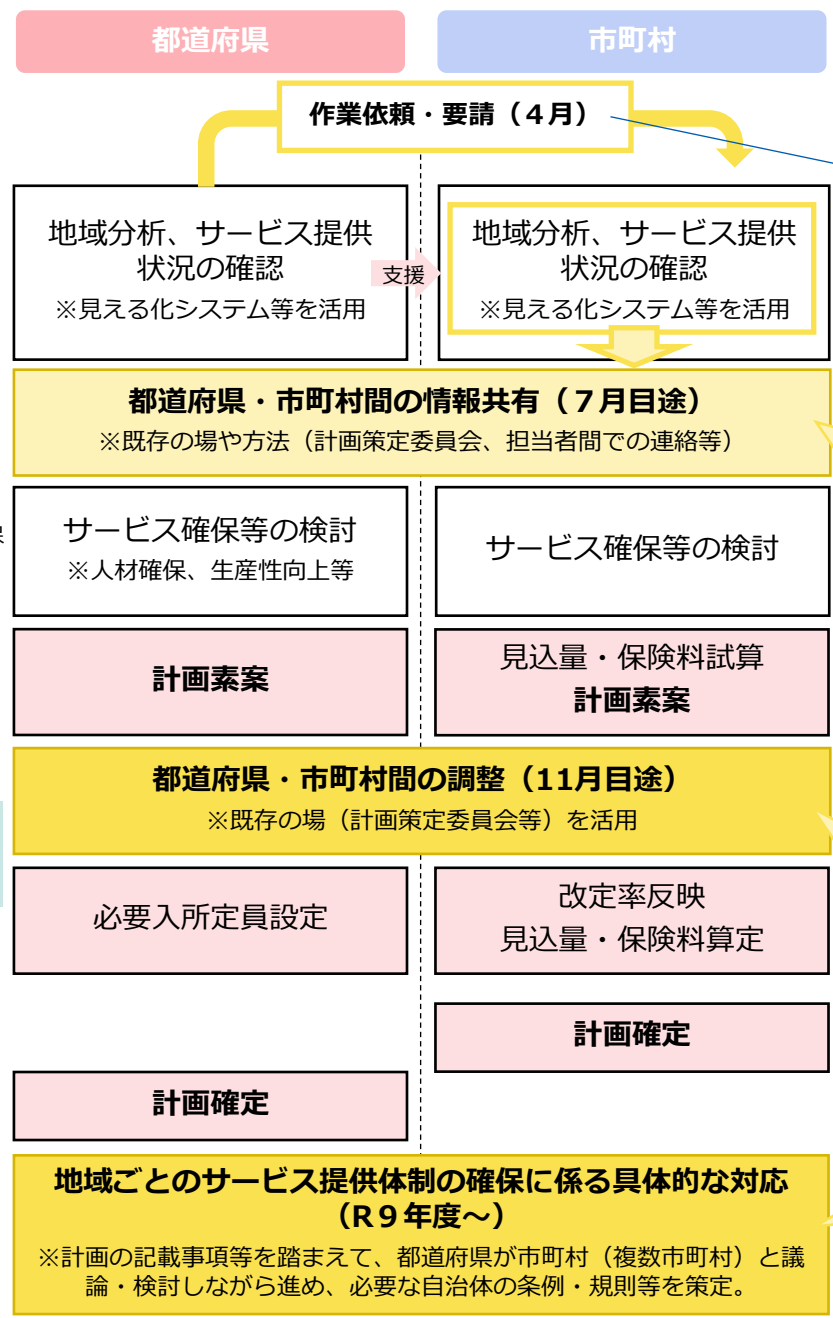 都道府県
市町村
作業依頼・要請（４月）
地域分析、サービス提供
状況の確認
※見える化システム等を活用
支援
地域分析、サービス提供
状況の確認
※見える化システム等を活用
都道府県・市町村間の情報共有（７月目途）
※既存の場や方法（計画策定委員会、担当者間での連絡等）
サービス確保等の検討
※人材確保、生産性向上等
サービス確保等の検討
計画素案
見込量・保険料試算
計画素案
都道府県・市町村間の調整（11月目途）
※既存の場（計画策定委員会等）を活用
必要入所定員設定
改定率反映
見込量・保険料算定
計画確定
計画確定
地域ごとのサービス提供体制の確保に係る具体的な対応
（R９年度～）
※計画の記載事項等を踏まえて、都道府県が市町村（複数市町村）と議
論・検討しながら進め、必要な自治体の条例・規則等を策定。